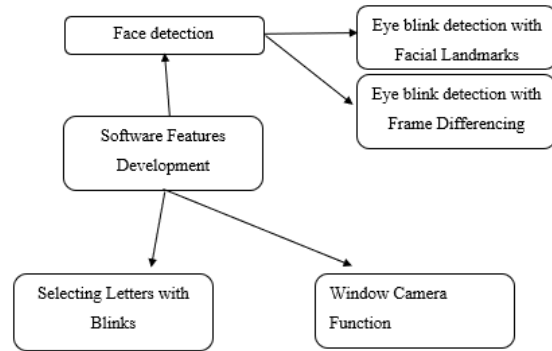 Face detection
Eye blink detection with
Facial Landmarks
Eye blink detection with
Frame Differencing
Software Features
Development
Selecting Letters with
Blinks
Window Camera
Function